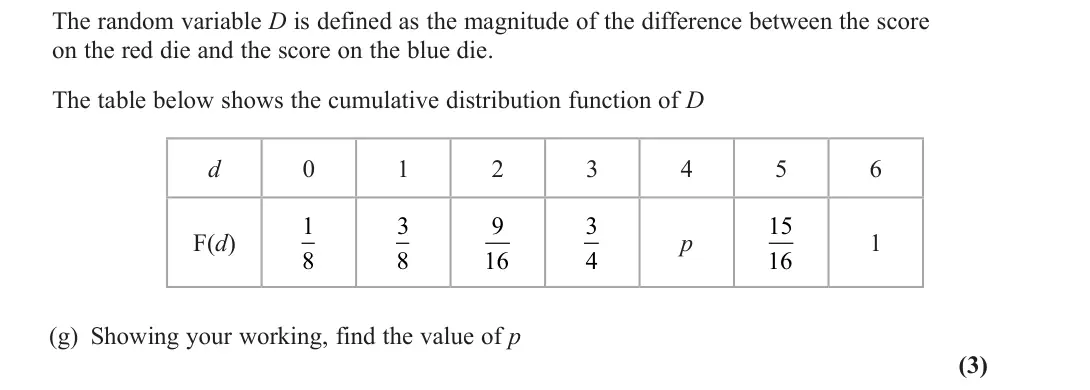 The random variable D is defined as the magnitude of the difference between the score
on the red die and the score on the blue die.
The table below shows the cumulative distribution function of D
d 0 1 2 3 4 5 6
F(d) 1/8 3/8 9/16 3/4 p 15/16 1
(g) Showing your working, find the value of p
(3)